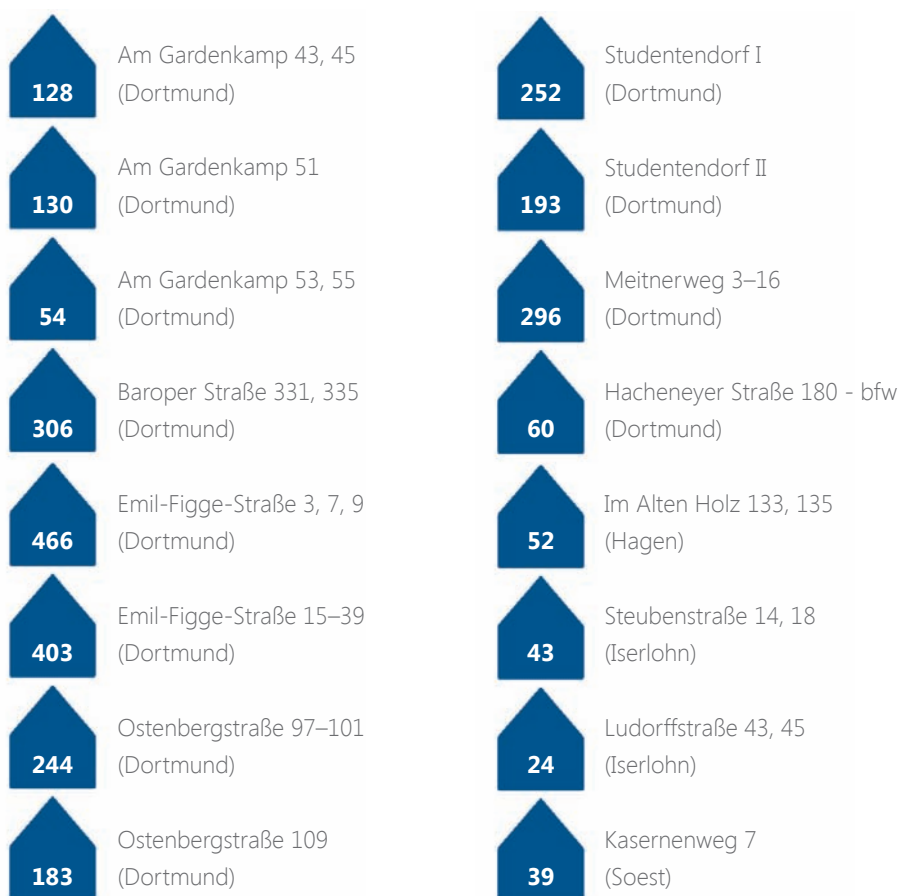 Am Gardenkamp 43, 45
128 (Dortmund)
Am Gardenkamp 51
130 (Dortmund)
Am Gardenkamp 53, 55
54 (Dortmund)
Baroper Straße 331, 335
306 (Dortmund)
Emil-Figge-Straße 3, 7, 9
466 (Dortmund)
Emil-Figge-Straße 15–39
403 (Dortmund)
Ostenbergstraße 97–101
244 (Dortmund)
Ostenbergstraße 109
183 (Dortmund)
Studentendorf I
252 (Dortmund)
Studentendorf II
193 (Dortmund)
Meitnerweg 3–16
296 (Dortmund)
Hacheneyer Straße 180 - bfw
60 (Dortmund)
Im Alten Holz 133, 135
52 (Hagen)
Steubenstraße 14, 18
43 (Iserlohn)
Ludorffstraße 43, 45
24 (Iserlohn)
Kasernenweg 7
39 (Soest)